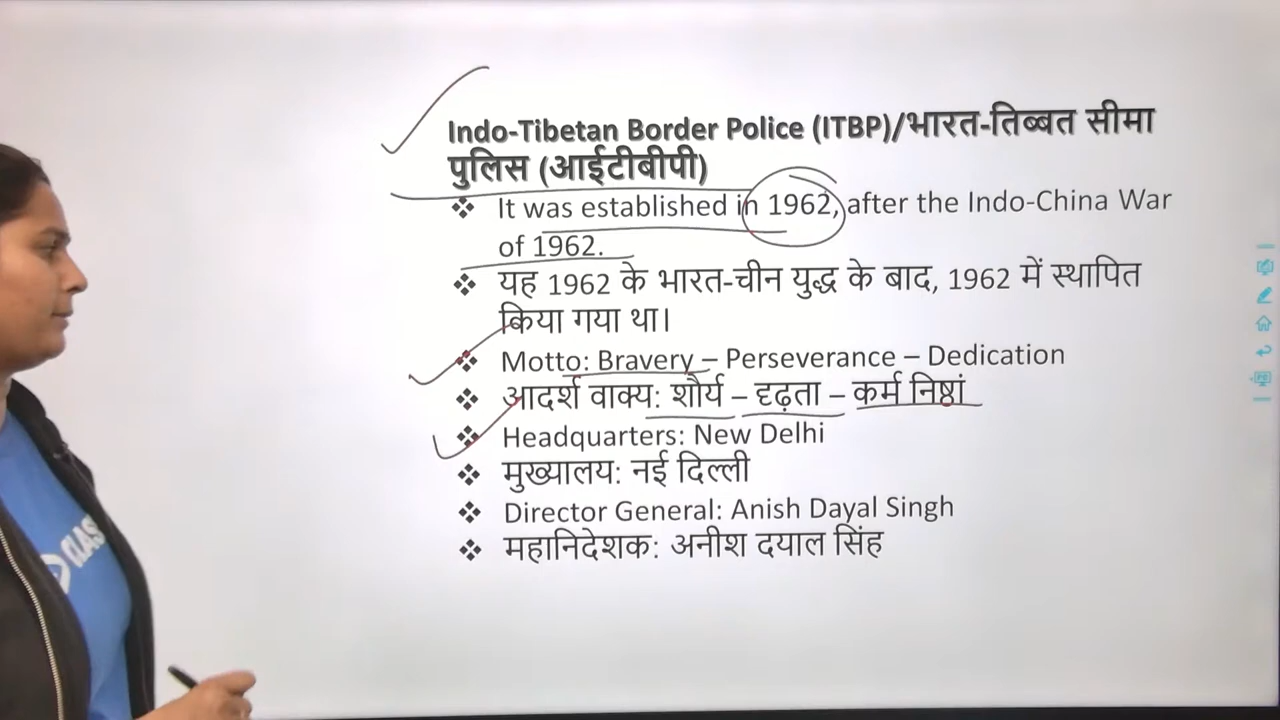 Indo-Tibetan Border Police (ITBP)/भारत-तिब्बत सीमा
पुलिस (आईटीबीपी)
❖ It was established in 1962, after the Indo-China War
of 1962.
❖ यह 1962 के भारत-चीन युद्ध के बाद, 1962 में स्थापित
किया गया था।
❖ Motto: Bravery – Perseverance – Dedication
❖ आदर्श वाक्य: शौर्य – दृढ़ता – कर्म निष्ठां
❖ Headquarters: New Delhi
❖ मुख्यालय: नई दिल्ली
❖ Director General: Anish Dayal Singh
❖ महानिदेशक: अनीश दयाल सिंह
CLAS